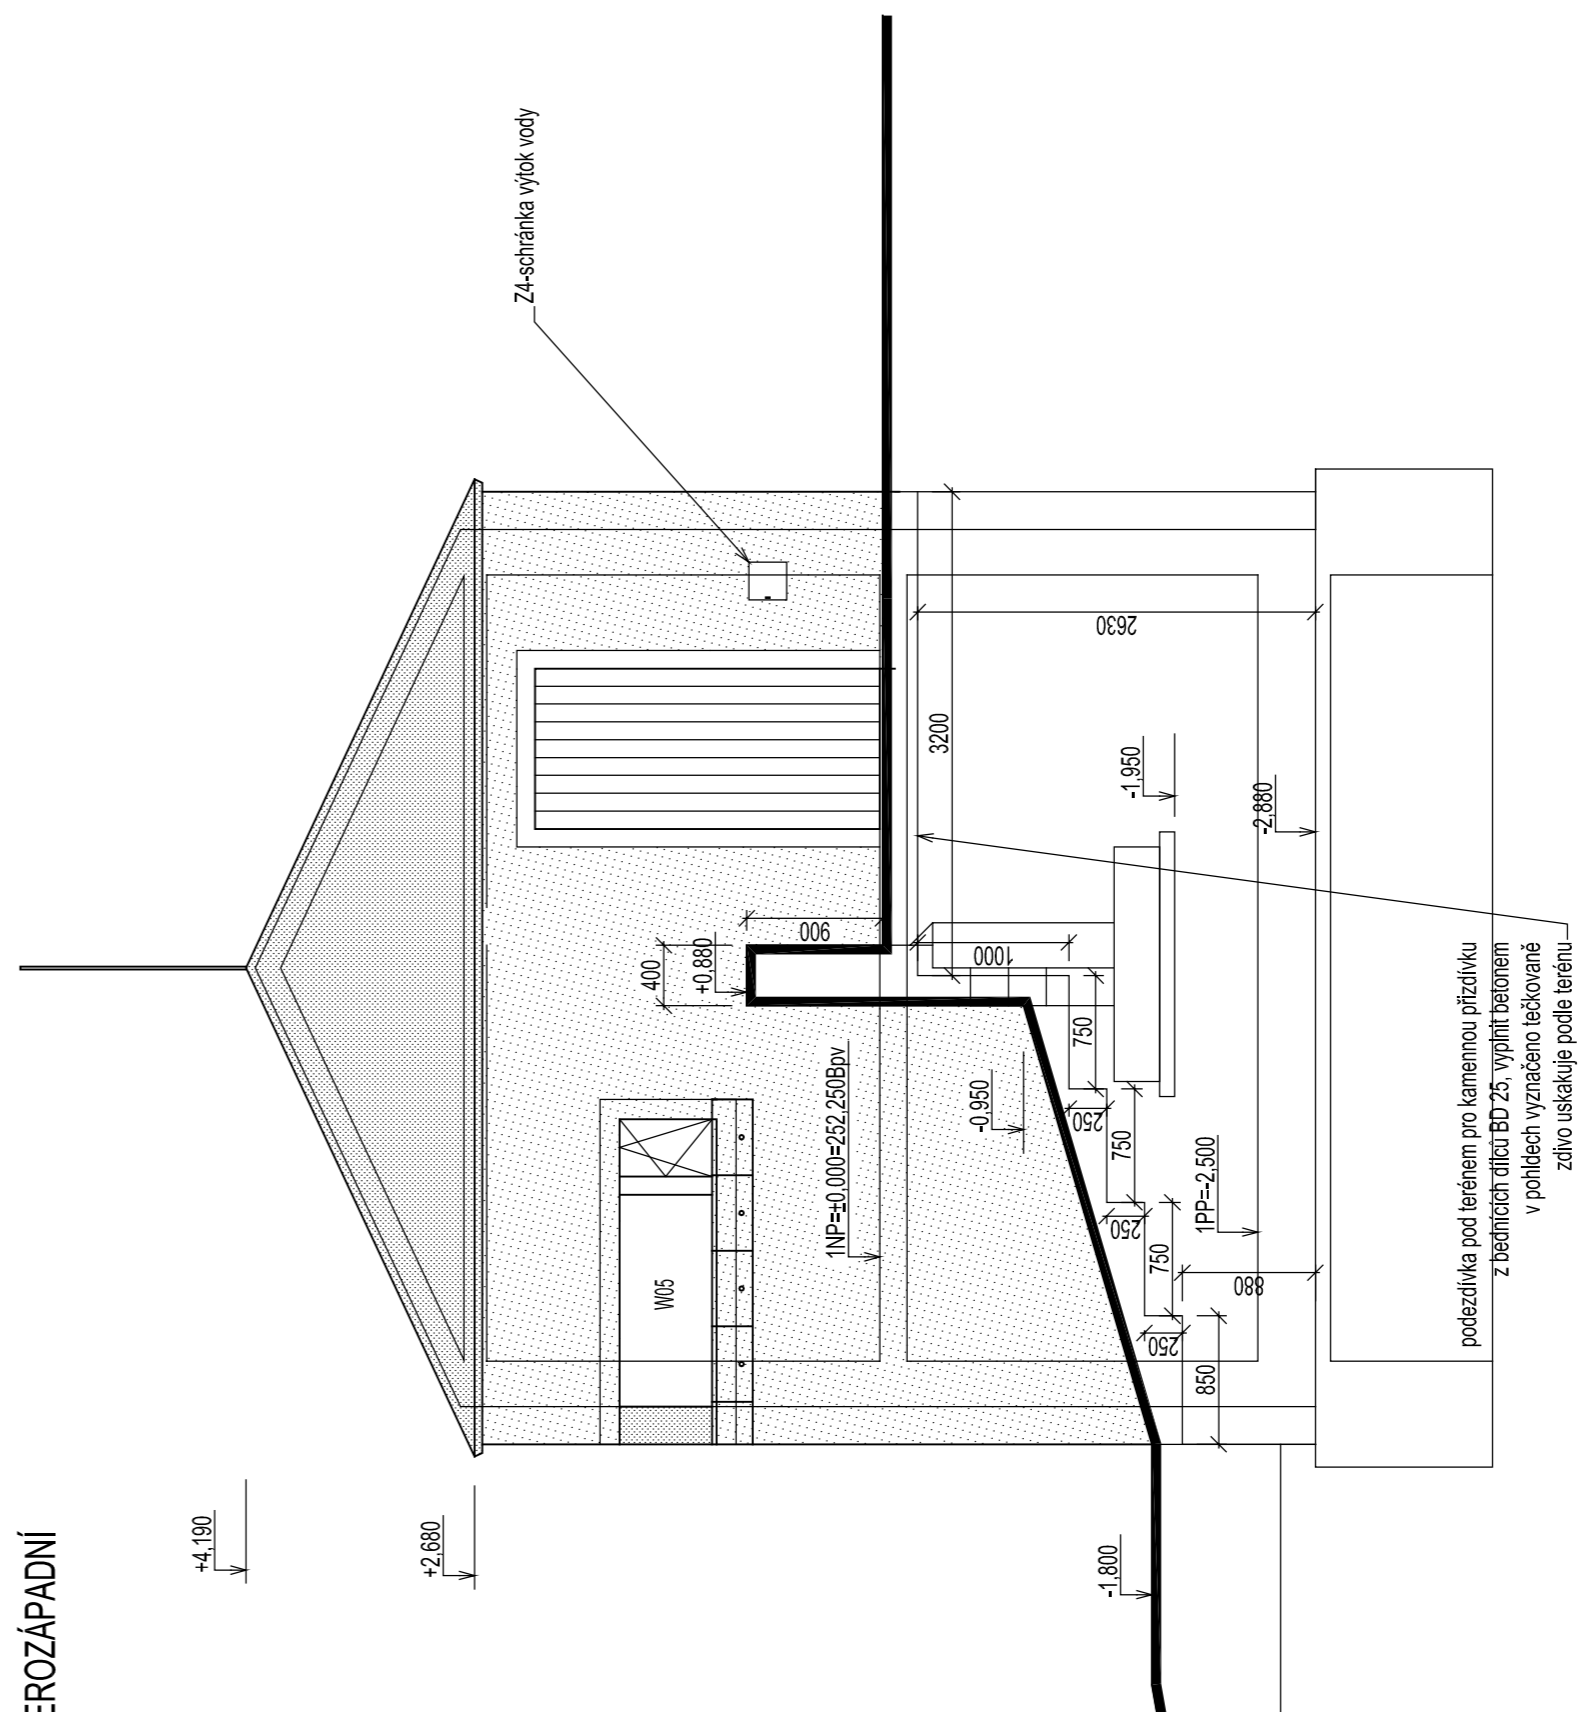 EROZÁPADNÍ
+4,190
+2,680
Z4-schránka výtok vody
W05
400
+0,880
900
1NP=±0,000=252,250Bpv
-0,950
1000
3200
2630
750
250
750
250
750
250
850
880
-1,800
-1,950
1PP=-2,500
-2,880
podezdívka pod terénem pro kamennou přizdívku
z bednících dílců BD 25, vyplnit betonem
v pohldech vyznačeno tečkovaně
zdivo uskakuje podle terénu